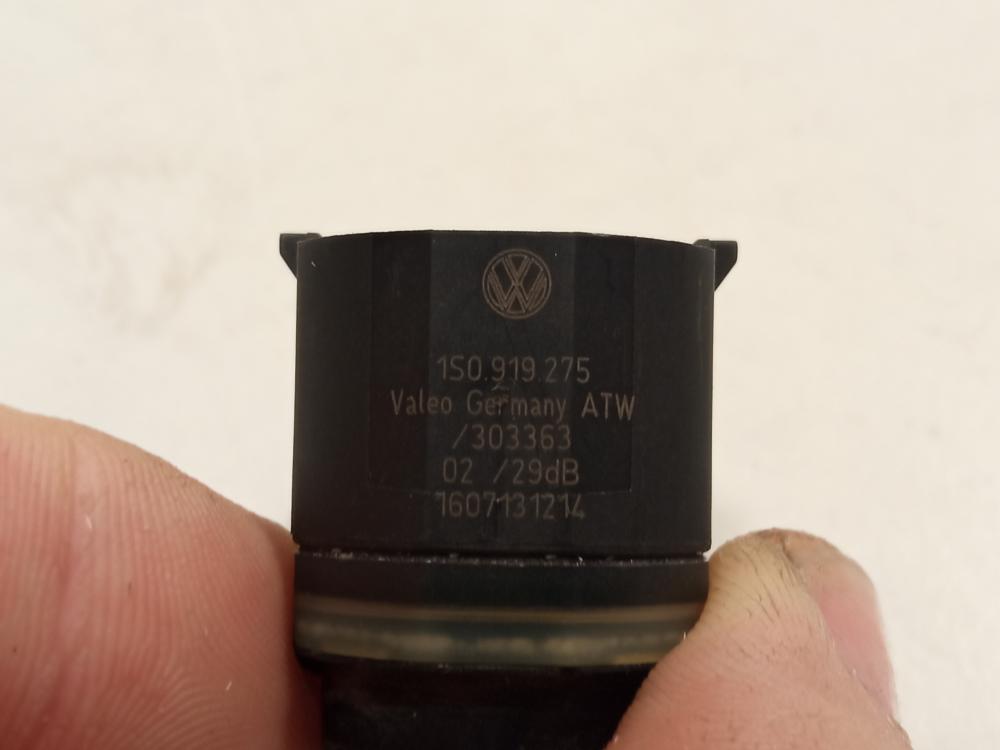 1S0.919.275
Valeo Germany ATW
/303363
02 /29dB
1607131214